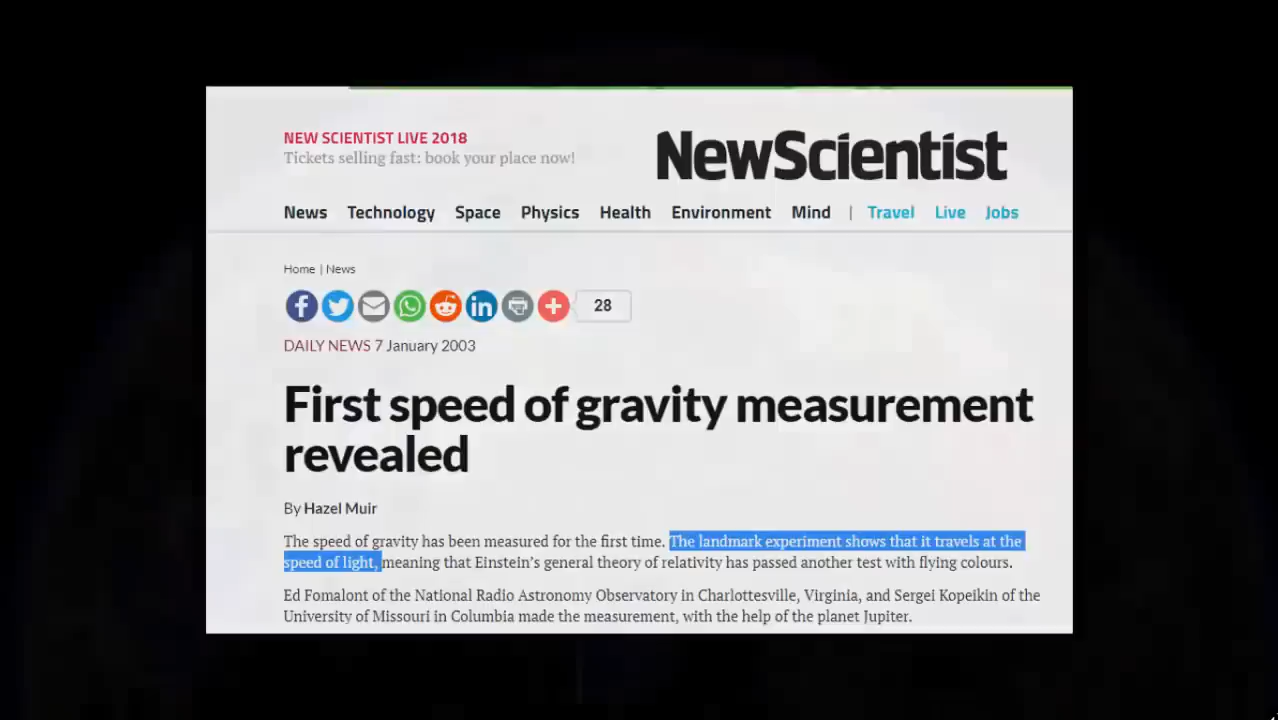 NEW SCIENTIST LIVE 2018
Tickets selling fast: book your place now!
NewScientist
News Technology Space Physics Health Environment Mind | Travel Live Jobs
Home | News
28
DAILY NEWS 7 January 2003
First speed of gravity measurement
revealed
By Hazel Muir
The speed of gravity has been measured for the first time. The landmark experiment shows that it travels at the
speed of light, meaning that Einstein's general theory of relativity has passed another test with flying colours.
Ed Fomalont of the National Radio Astronomy Observatory in Charlottesville, Virginia, and Sergei Kopeikin of the
University of Missouri in Columbia made the measurement, with the help of the planet Jupiter.